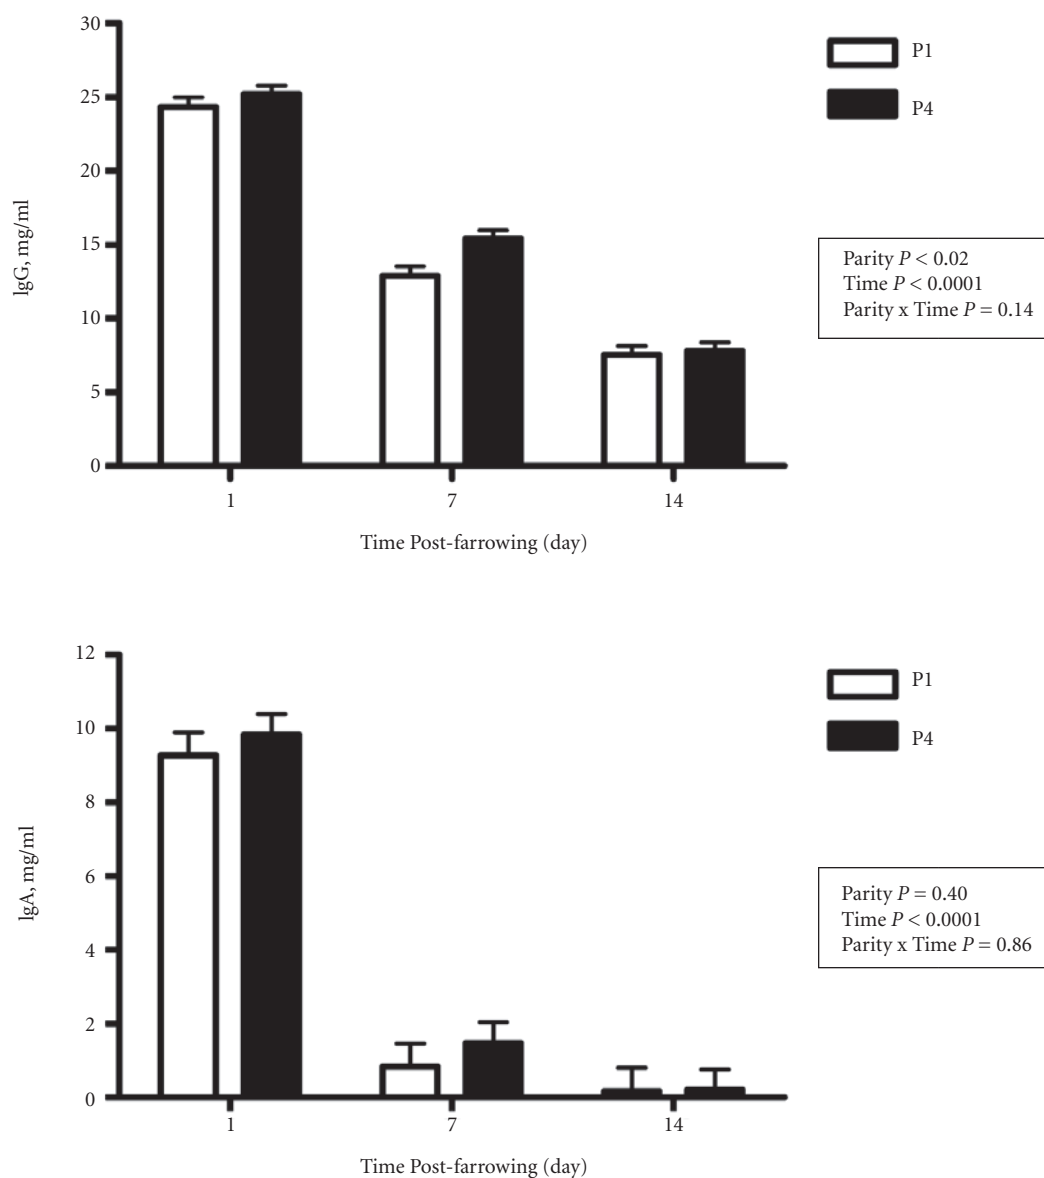 30
25
20
15
10
5
0
IgG, mg/ml
1 7 14
Time Post-farrowing (day)
P1
P4
Parity P < 0.02
Time P < 0.0001
Parity x Time P = 0.14
12
10
8
6
4
2
0
IgA, mg/ml
1 7 14
Time Post-farrowing (day)
P1
P4
Parity P = 0.40
Time P < 0.0001
Parity x Time P = 0.86